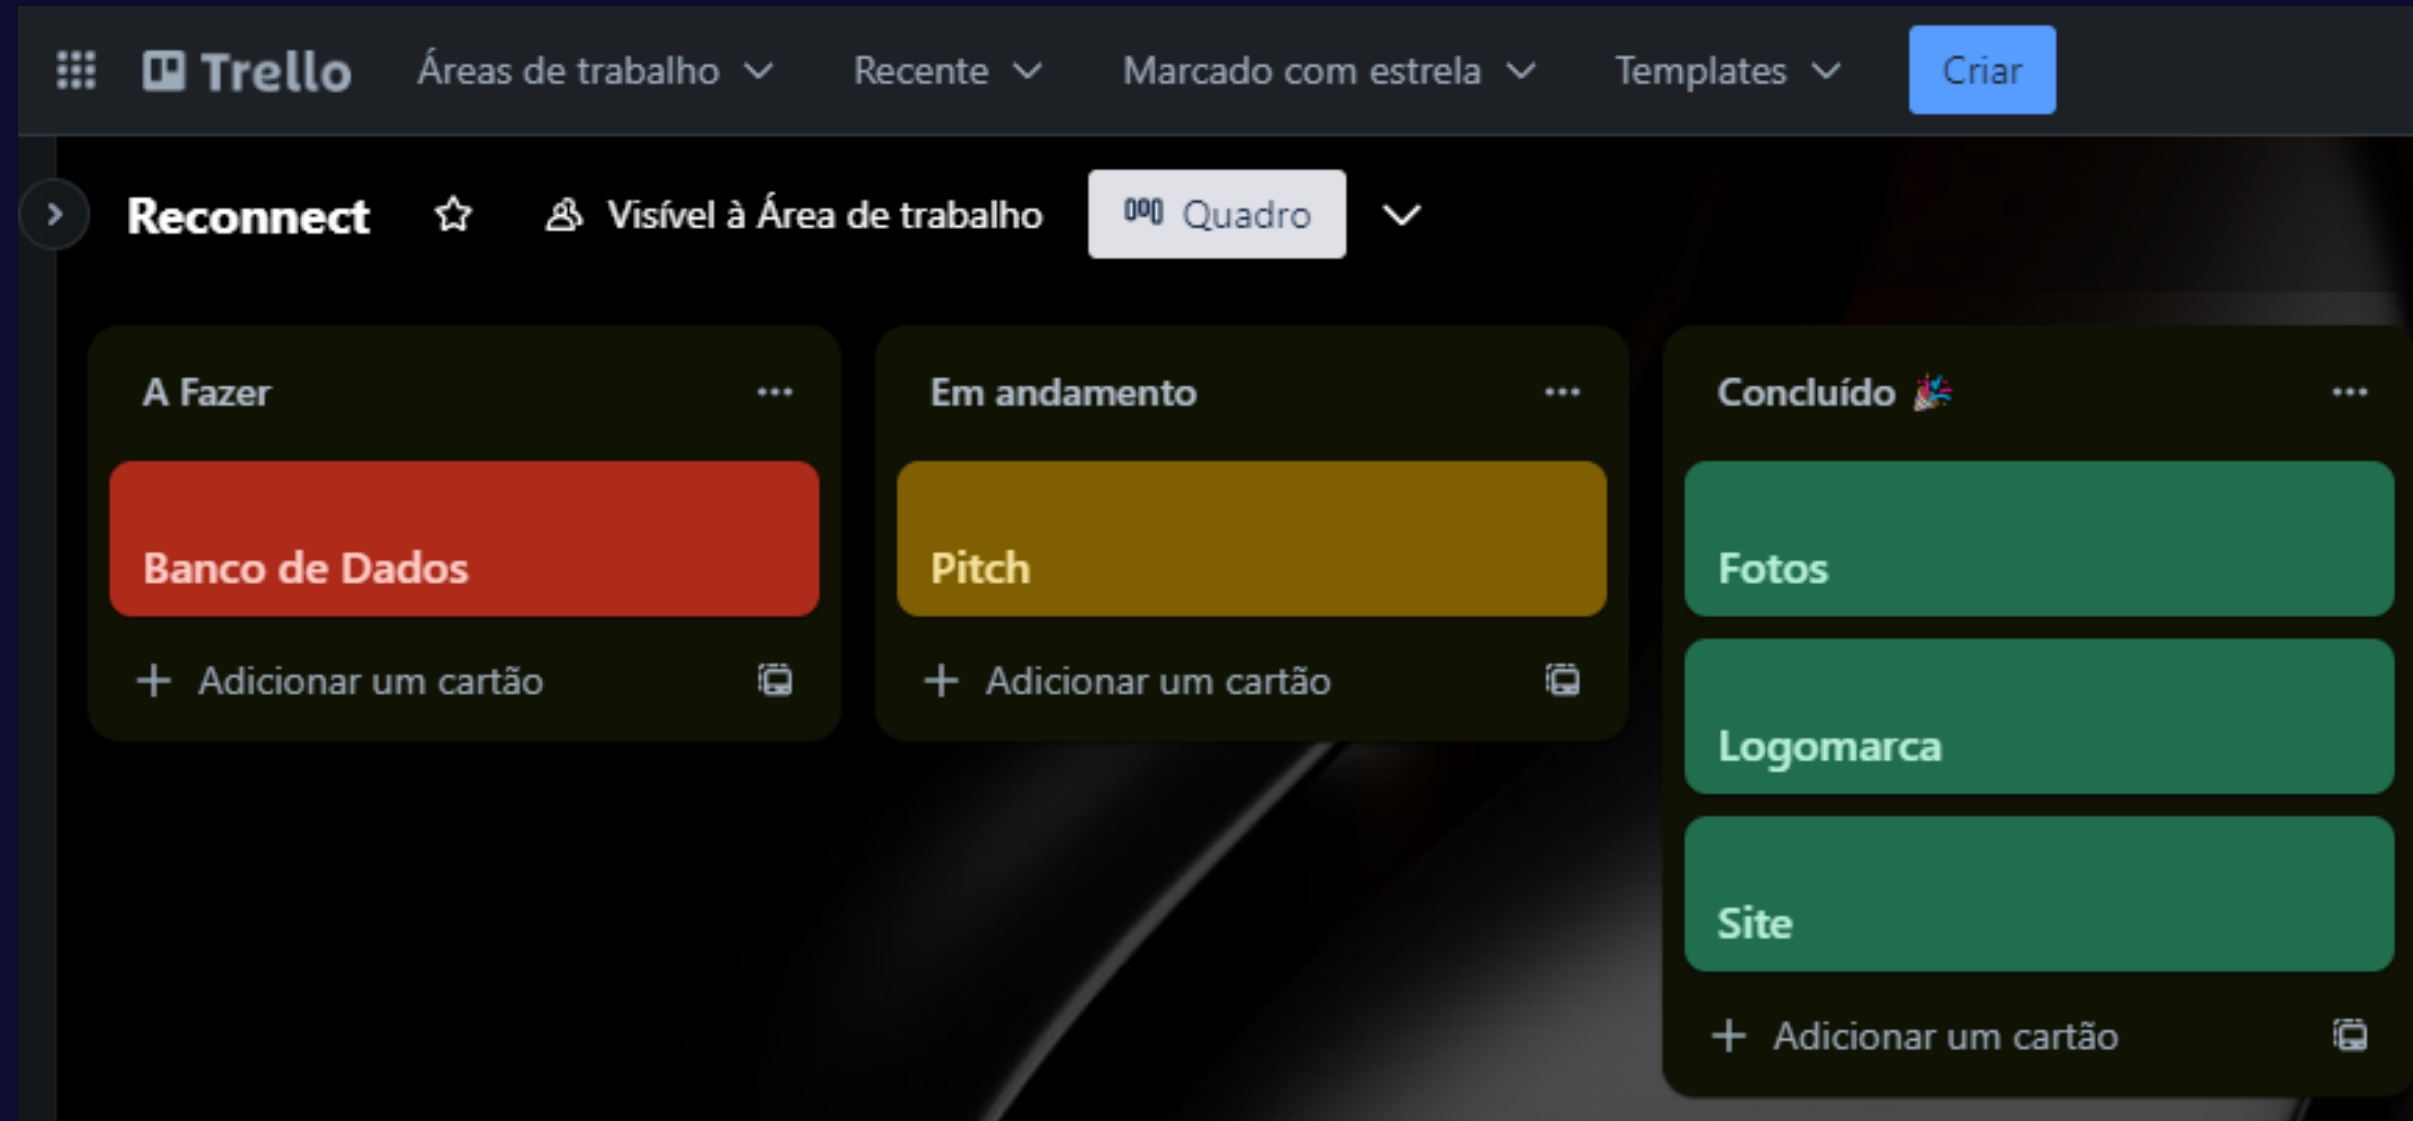 Trello Áreas de trabalho Recente Marcado com estrela Templates Criar
Reconnect Visível à Área de trabalho Quadro
A Fazer
Banco de Dados
Adicionar um cartão
Em andamento
Pitch
Adicionar um cartão
Concluído 🎉
Fotos
Logomarca
Site
Adicionar um cartão